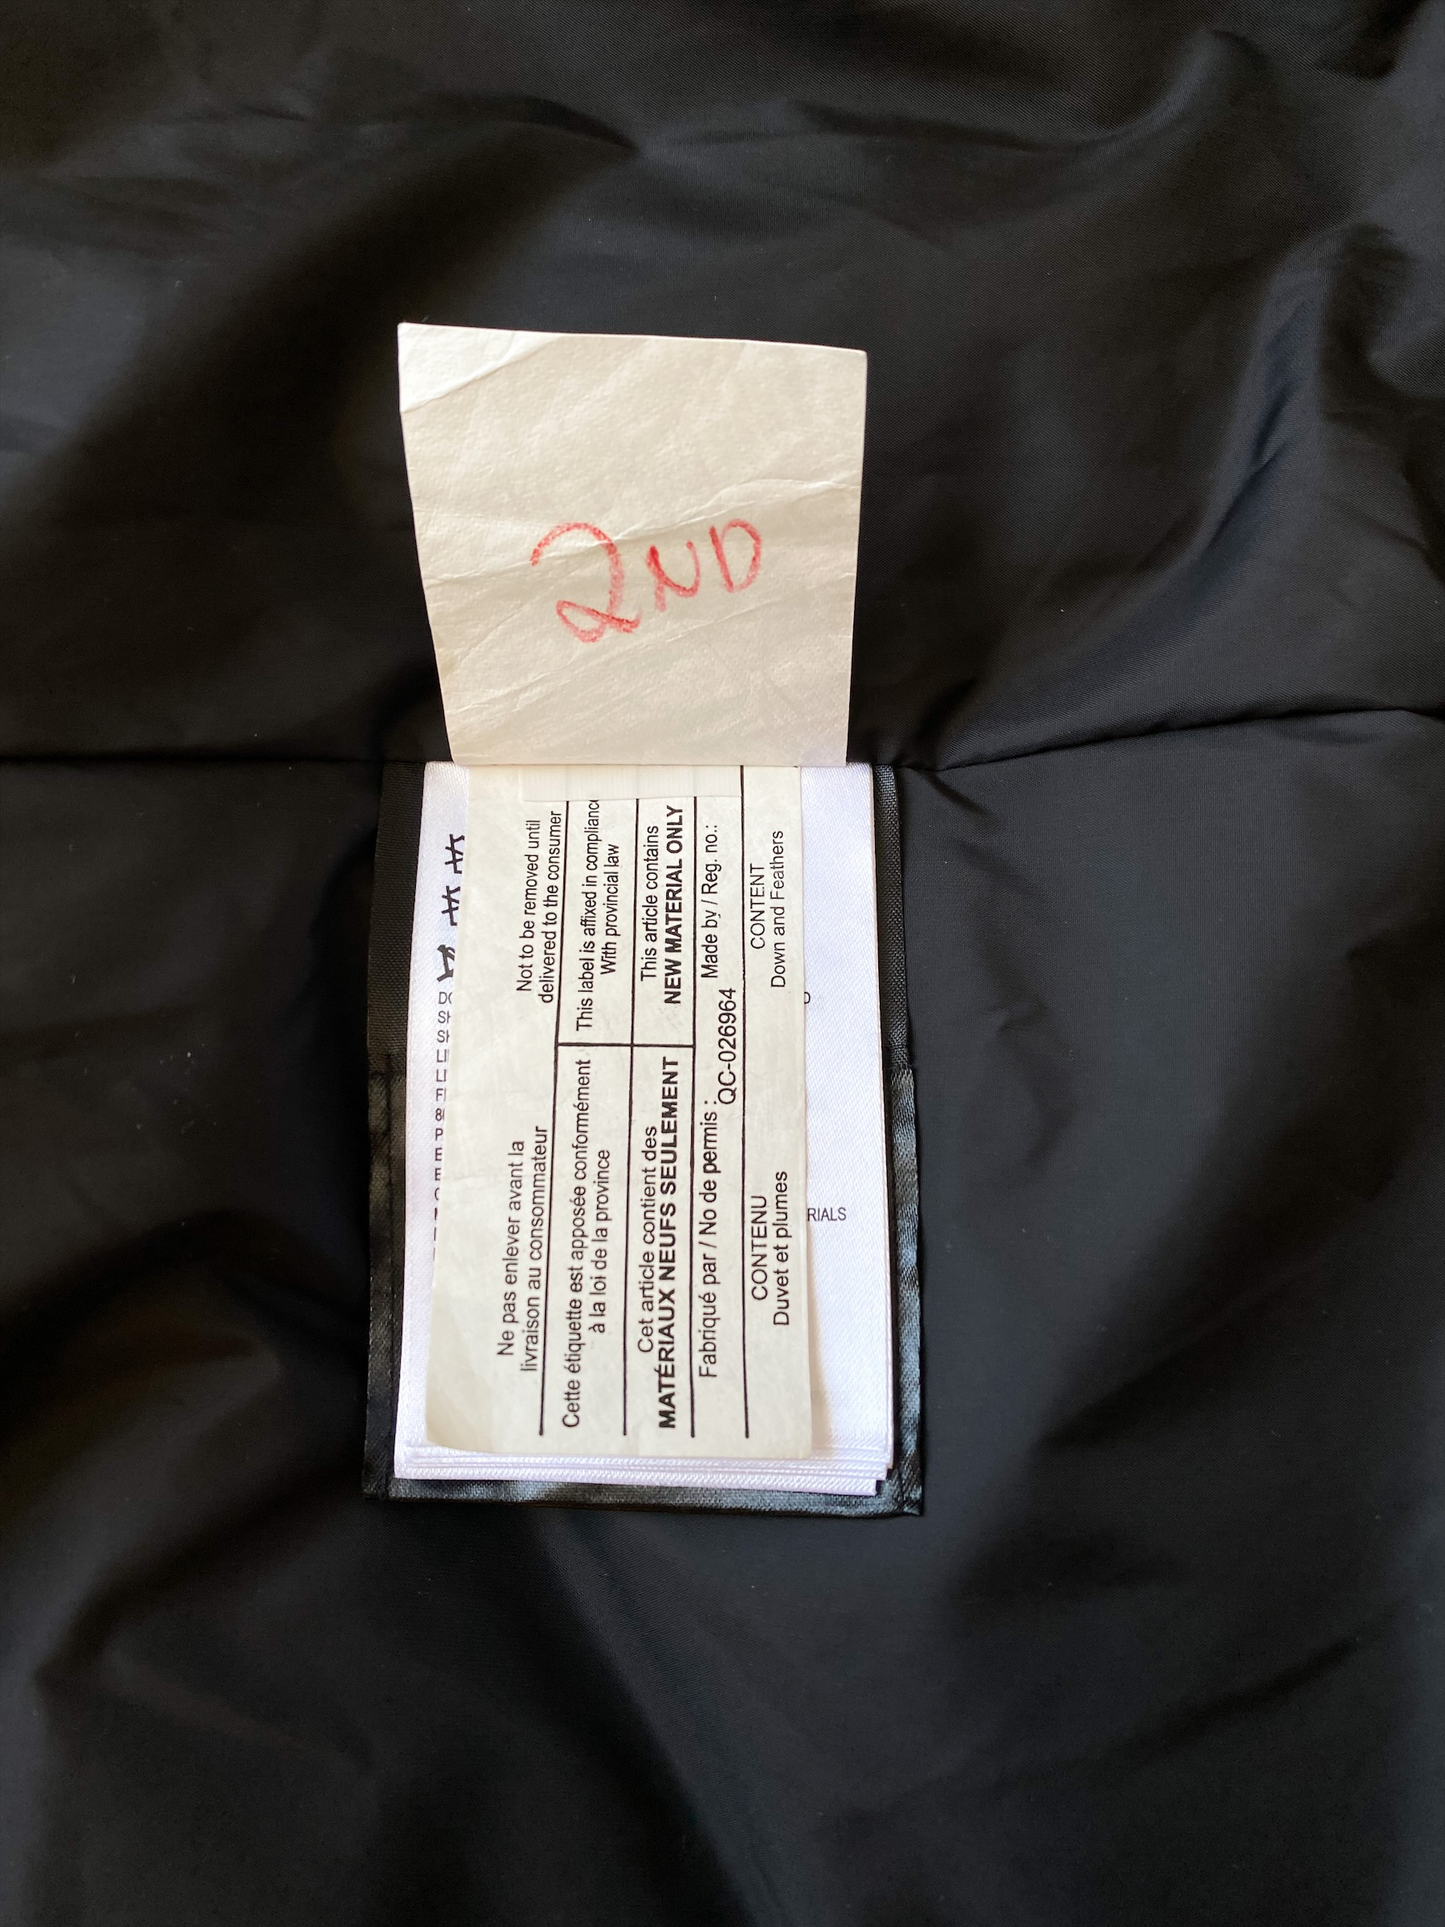 2ND
Not to be removed until
delivered to the consumer
This label is affixed in compliance
With provincial law
This article contains
NEW MATERIAL ONLY
Made by / Reg. no.:
CONTENT
Down and Feathers
Ne pas enlever avant la
livraison au consommateur
Cette étiquette est apposée conformément
à la loi de la province
Cet article contient des
MATÉRIAUX NEUFS SEULEMENT
Fabriqué par / No de permis :
QC-026964
CONTENU
Duvet et plumes
RIALS